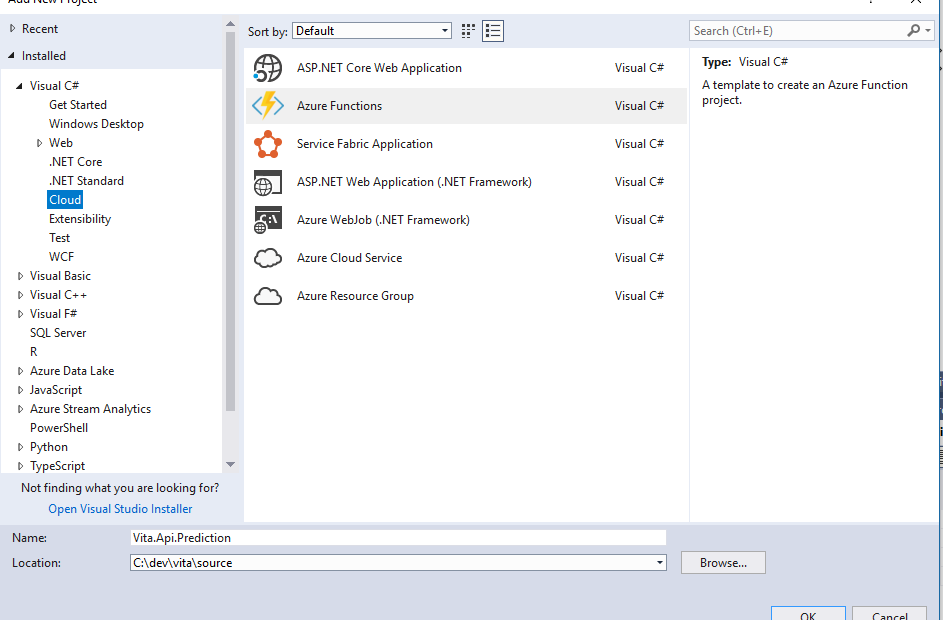 Add New Project
?
Recent
Installed
Visual C#
Get Started
Windows Desktop
Web
.NET Core
.NET Standard
Cloud
Extensibility
Test
WCF
Visual Basic
Visual C++
Visual F#
SQL Server
R
Azure Data Lake
JavaScript
Azure Stream Analytics
PowerShell
Python
TypeScript
Not finding what you are looking for?
Open Visual Studio Installer
Sort by: Default
ASP.NET Core Web Application Visual C#
Azure Functions Visual C#
Service Fabric Application Visual C#
ASP.NET Web Application (.NET Framework) Visual C#
Azure WebJob (.NET Framework) Visual C#
Azure Cloud Service Visual C#
Azure Resource Group Visual C#
Search (Ctrl+E)
Type: Visual C#
A template to create an Azure Function
project.
Name: Vita.Api.Prediction
Location: C:\dev\vita\source
Browse...
OK Cancel